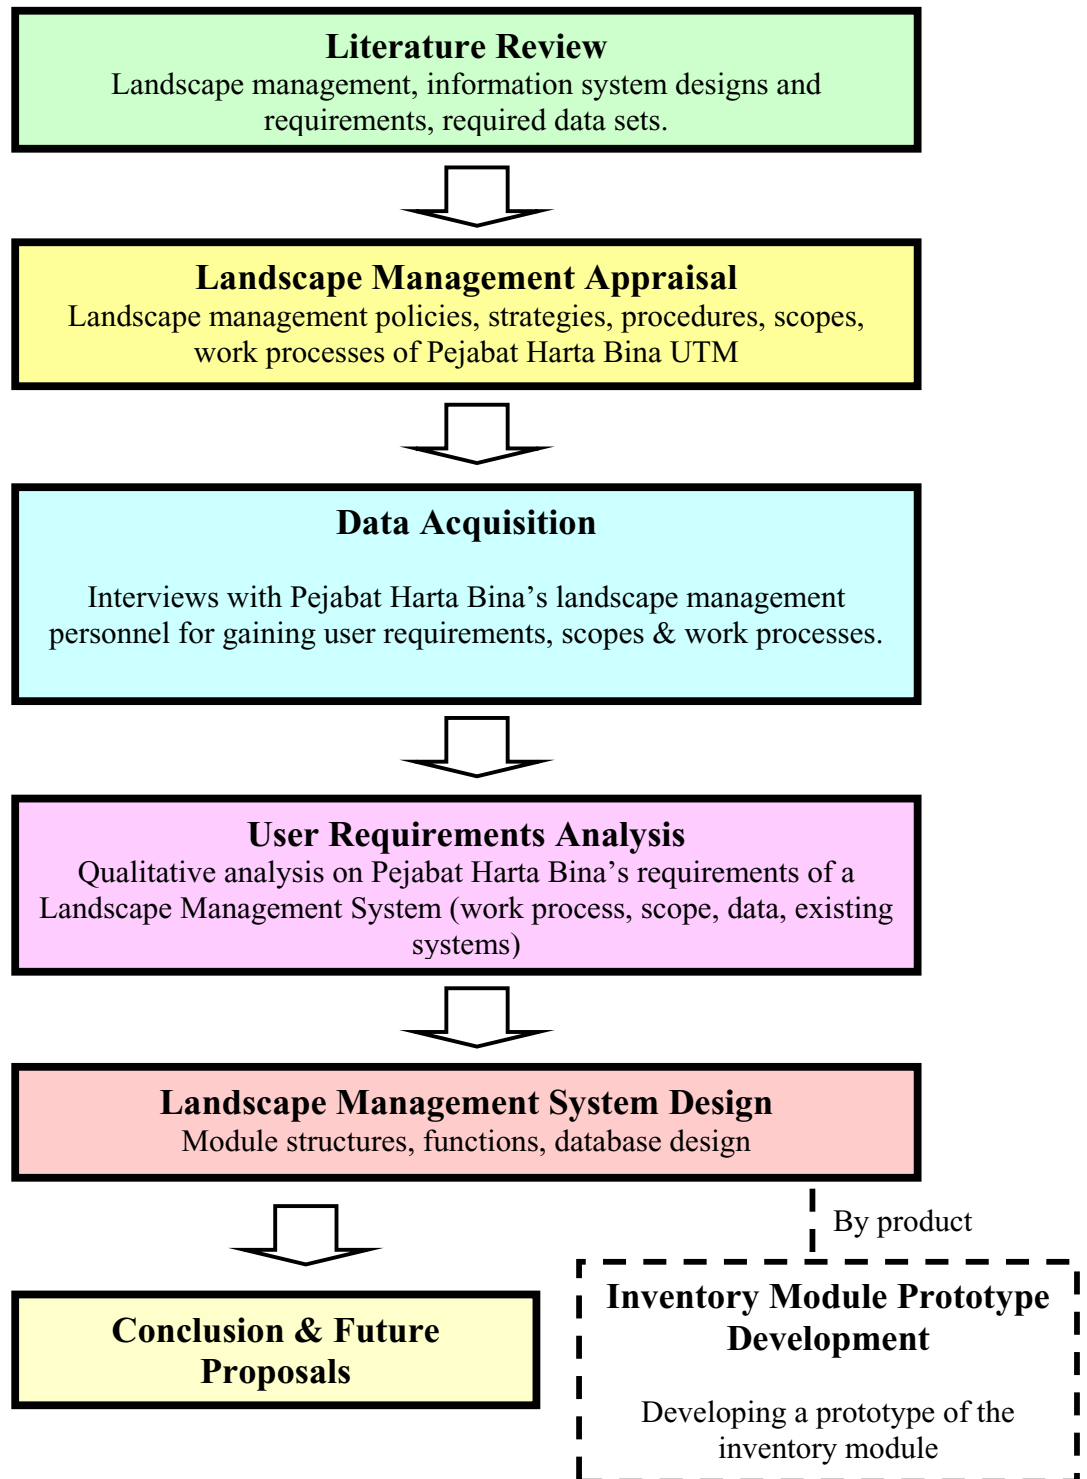 Literature Review
Landscape management, information system designs and
requirements, required data sets.
Landscape Management Appraisal
Landscape management policies, strategies, procedures, scopes,
work processes of Pejabat Harta Bina UTM
Data Acquisition
Interviews with Pejabat Harta Bina’s landscape management
personnel for gaining user requirements, scopes & work processes.
User Requirements Analysis
Qualitative analysis on Pejabat Harta Bina’s requirements of a
Landscape Management System (work process, scope, data, existing
systems)
Landscape Management System Design
Module structures, functions, database design
By product
Conclusion & Future
Proposals
Inventory Module Prototype
Development
Developing a prototype of the
inventory module